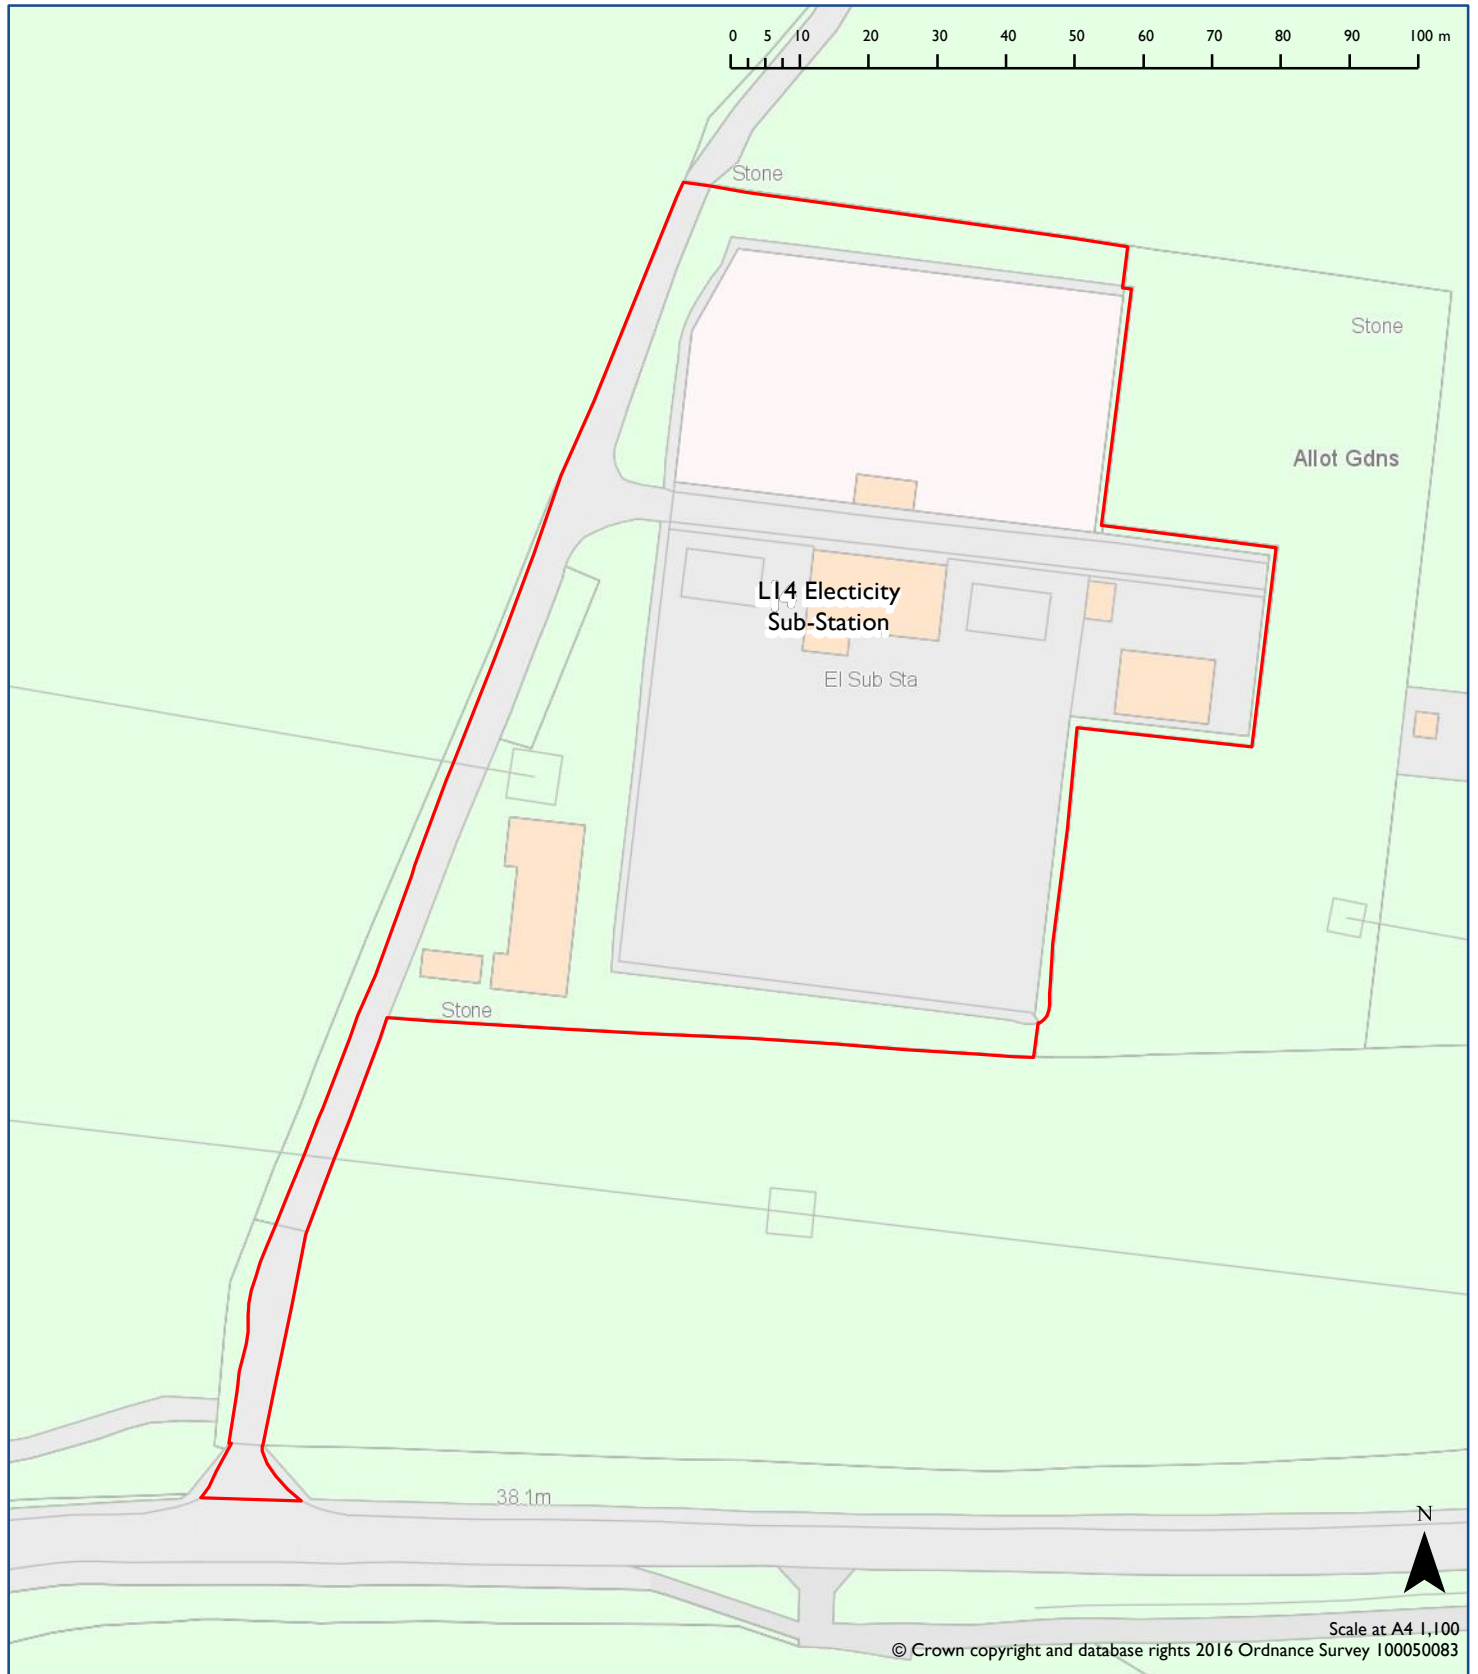 0 5 10 20 30 40 50 60 70 80 90 100 m
Stone
Stone
Allot Gdns
L14 Electicity
Sub-Station
El Sub Sta
Stone
38.1m
N
Scale at A4 1,100
© Crown copyright and database rights 2016 Ordnance Survey 100050083